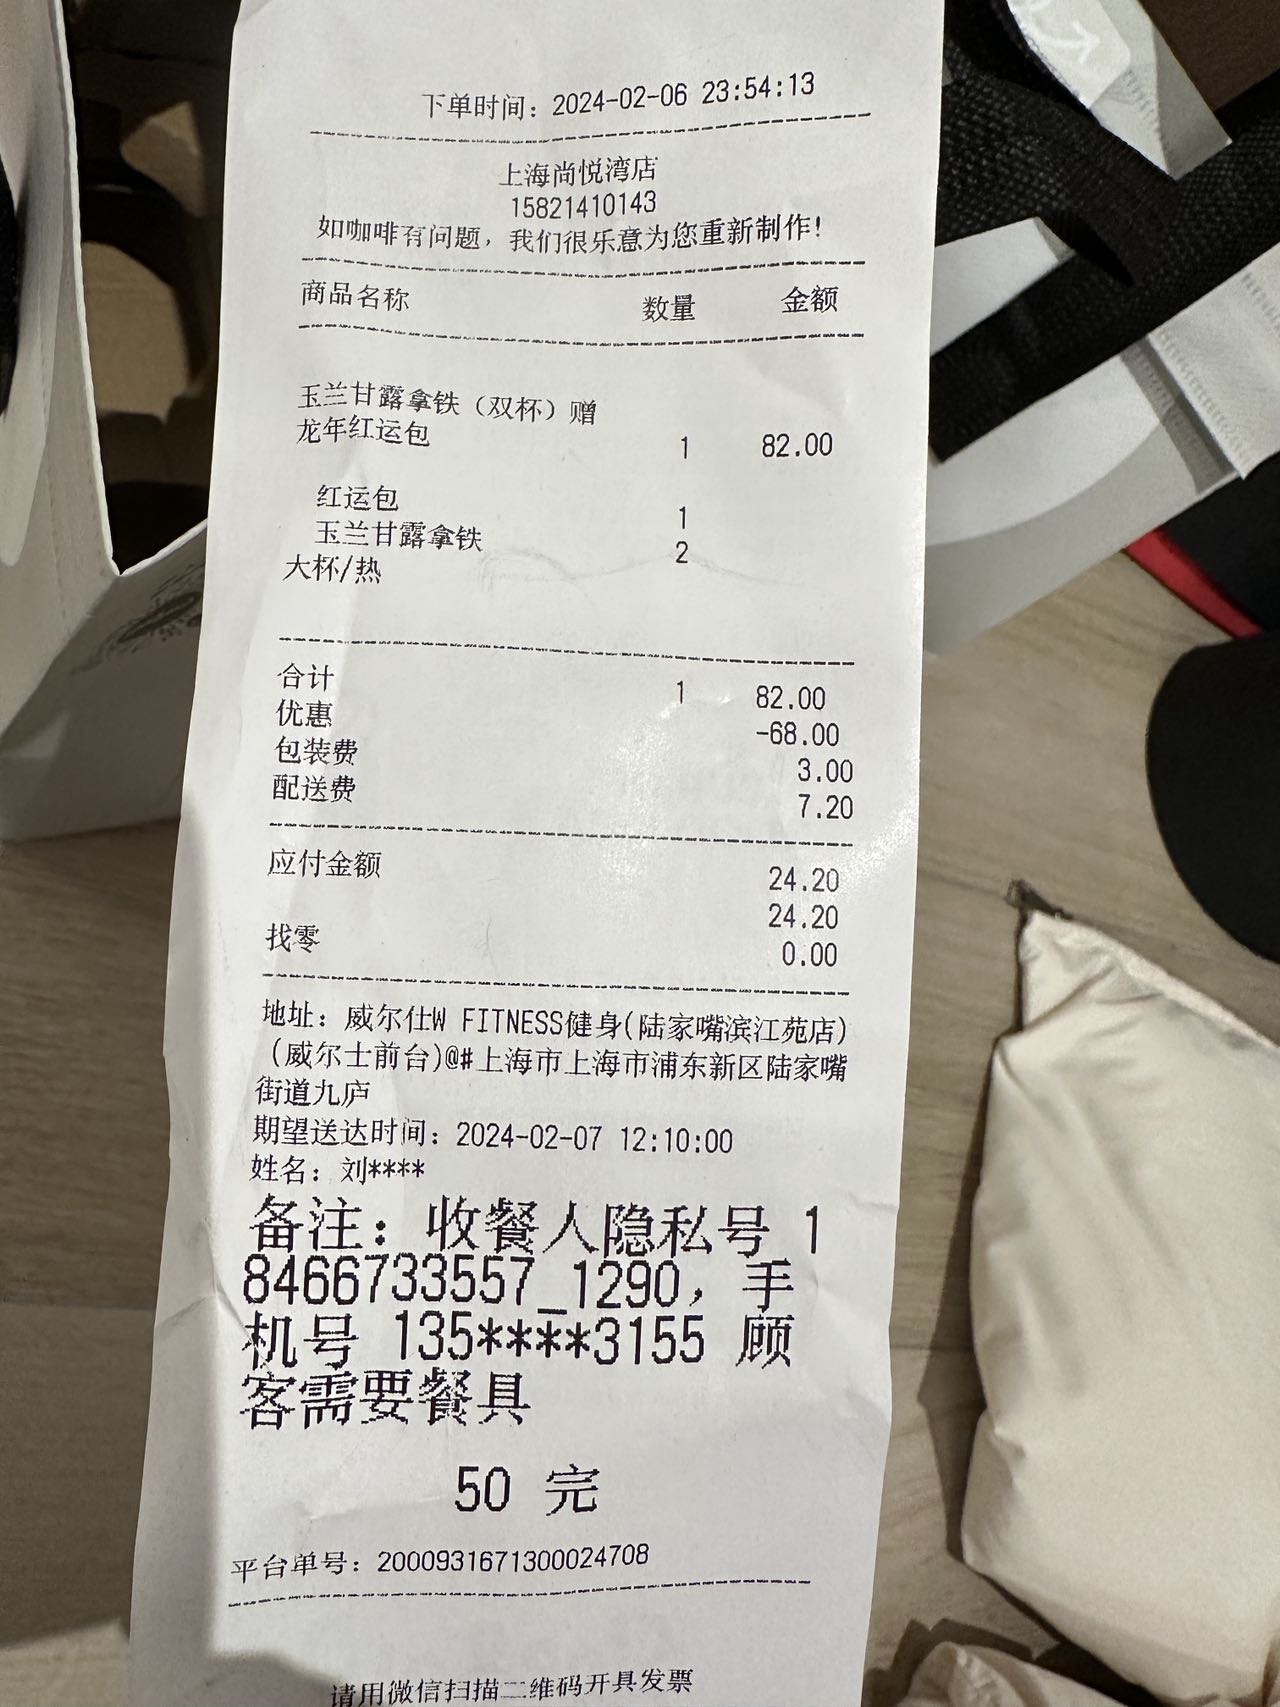 下单时间：2024-02-06 23:54:13
上海尚悦湾店
15821410143
如咖啡有问题，我们很乐意为您重新制作！
商品名称 数量 金额
玉兰甘露拿铁（双杯）赠
龙年红运包 1 82.00
红运包 1
玉兰甘露拿铁 2
大杯/热
合计 1 82.00
优惠 -68.00
包装费 3.00
配送费 7.20
应付金额 24.20
24.20
找零 0.00
地址：威尔仕W FITNESS健身(陆家嘴滨江苑店)
(威尔士前台)@#上海市上海市浦东新区陆家嘴
街道九庐
期望送达时间：2024-02-07 12:10:00
姓名：刘****
备注：收餐人隐私号 1
8466733557_1290，手
机号 135****3155 顾
客需要餐具
50 完
平台单号：2000931671300024708
请用微信扫描二维码开具发票